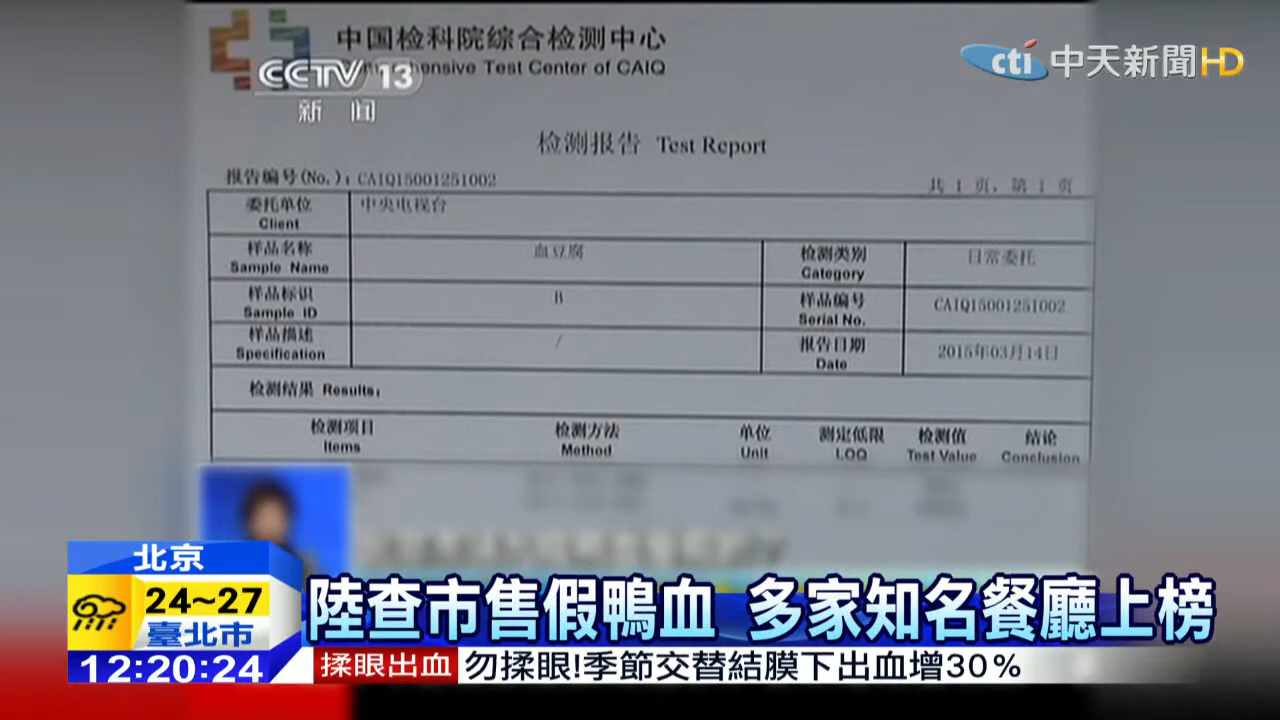 中国检科院综合检测中心
hensive Test Center of CAIQ
CCTV 13
新闻
cti 中天新聞HD
检测报告 Test Report
报告编号(No.): CAIQ15001251002
共 1 页, 第 1 页
委托单位 中央电视台
Client
样品名称 血豆腐 检测类别 日常委托
Sample Name Category
样品标识 B 样品编号 CAIQ15001251002
Sample ID Serial No.
样品描述 / 报告日期 2015年03月14日
Specification Date
检测结果 Results:
检测项目 检测方法 单位 测定低限 检测值 结论
Items Method Unit LOQ Test Value Conclusion
北京
24~27
臺北市
12:20:24
陸查市售假鴨血 多家知名餐廳上榜
揉眼出血 勿揉眼!季節交替結膜下出血增30%